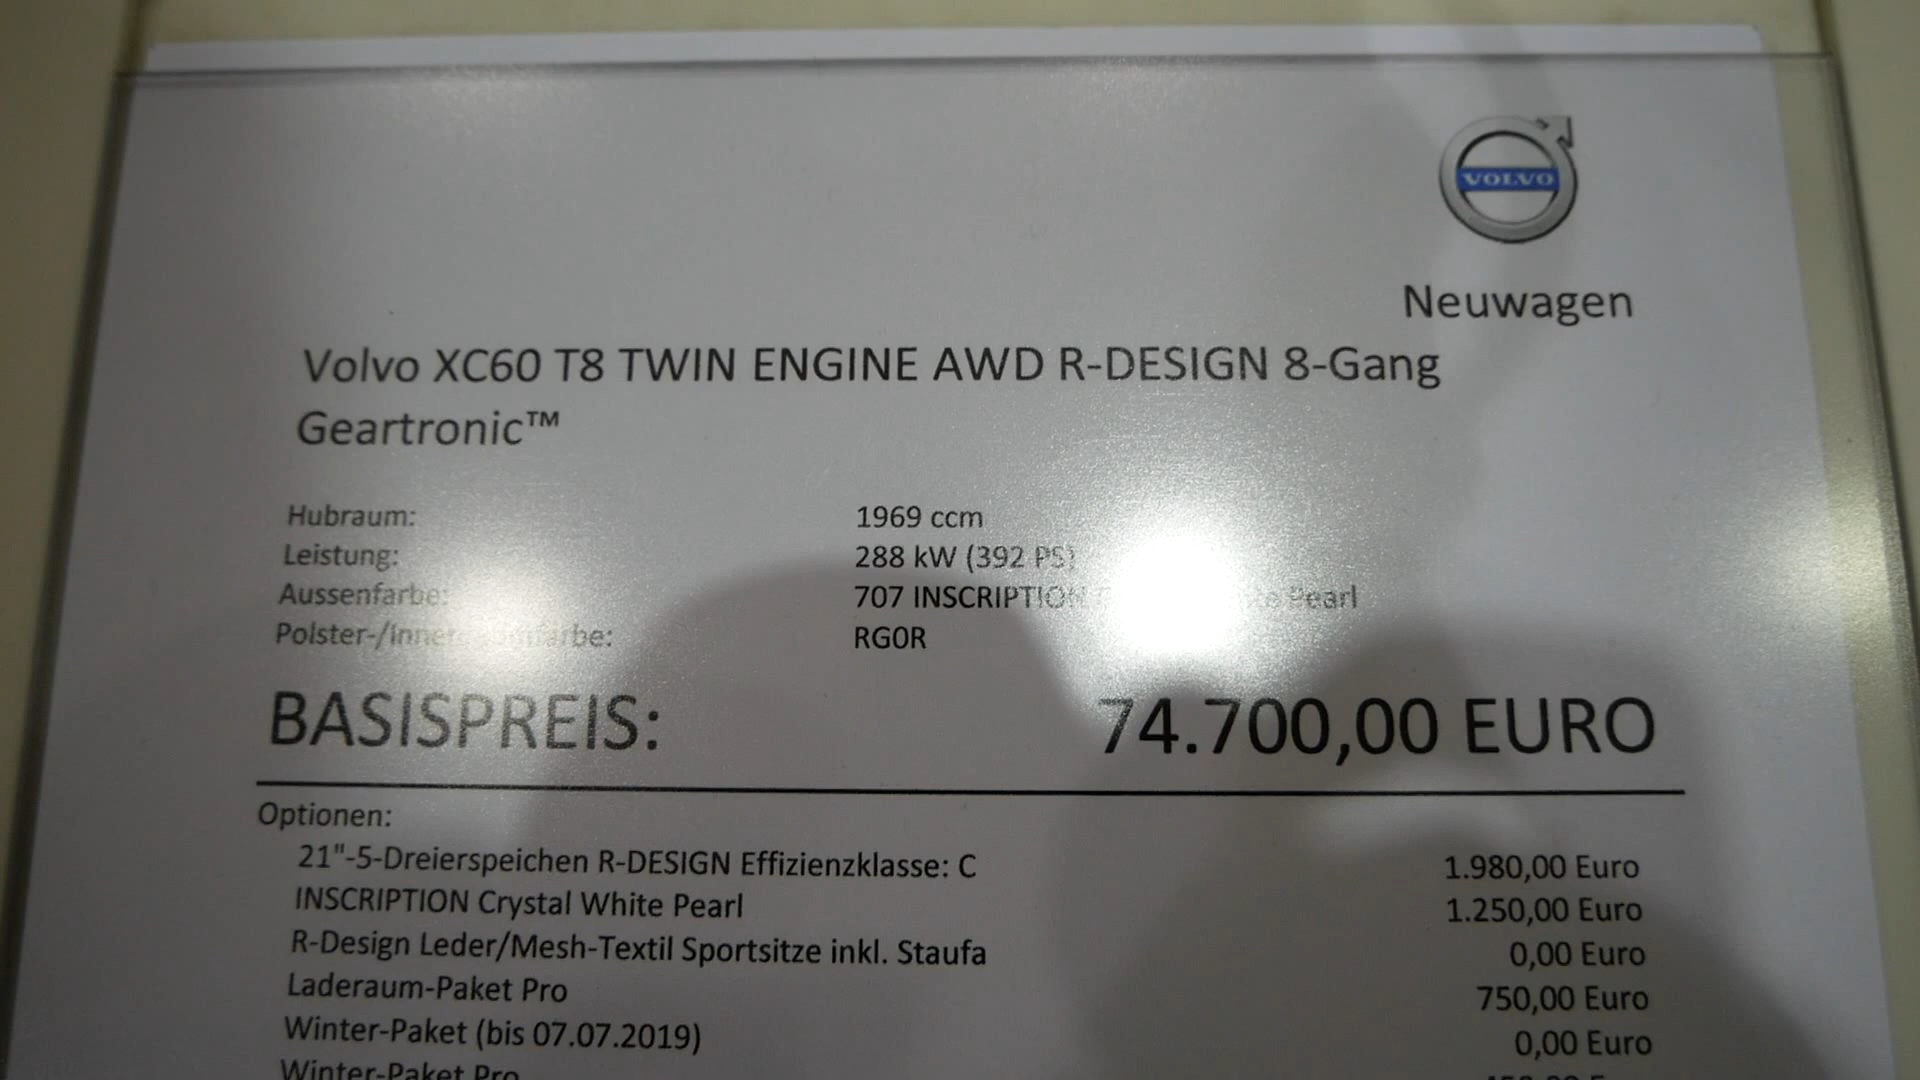 VOLVO
Neuwagen
Volvo XC60 T8 TWIN ENGINE AWD R-DESIGN 8-Gang
Geartronic™
Hubraum: 1969 ccm
Leistung: 288 kW (392 PS)
Aussenfarbe: 707 INSCRIPTION Pearl
RG0R
BASISPREIS: 74.700,00 EURO
Optionen:
21"-5-Dreierspeichen R-DESIGN Effizienzklasse: C 1.980,00 Euro
INSCRIPTION Crystal White Pearl 1.250,00 Euro
R-Design Leder/Mesh-Textil Sportsitze inkl. Staufa 0,00 Euro
Laderaum-Paket Pro 750,00 Euro
Winter-Paket (bis 07.07.2019) 0,00 Euro
Winter-Paket Pro